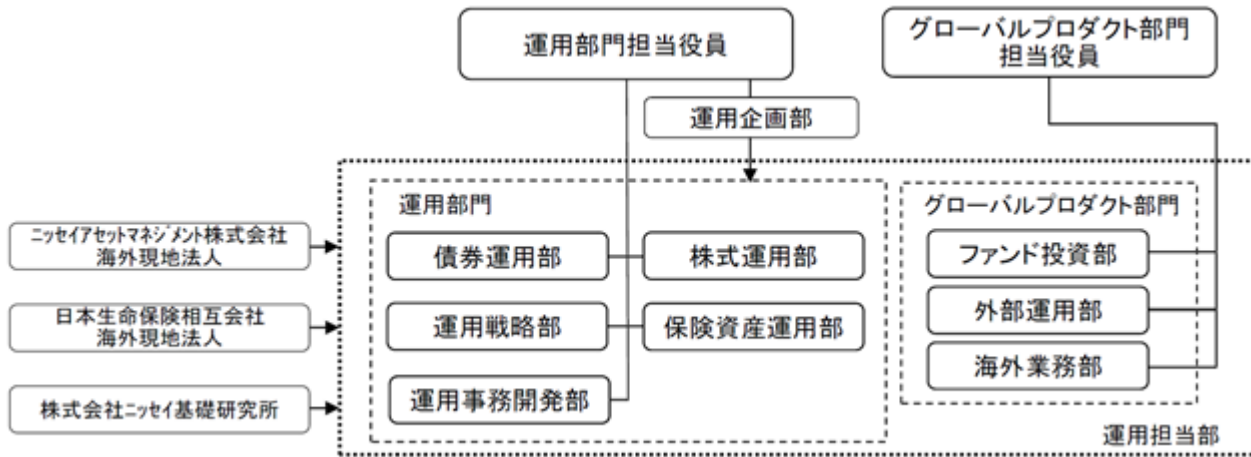 運用部門担当役員
グローバルプロダクト部門
担当役員
運用企画部
運用部門
グローバルプロダクト部門
ニッセイアセットマネジメント株式会社
海外現地法人
債券運用部
株式運用部
ファンド投資部
日本生命保険相互会社
海外現地法人
運用戦略部
保険資産運用部
外部運用部
海外業務部
株式会社ニッセイ基礎研究所
運用事務開発部
運用担当部